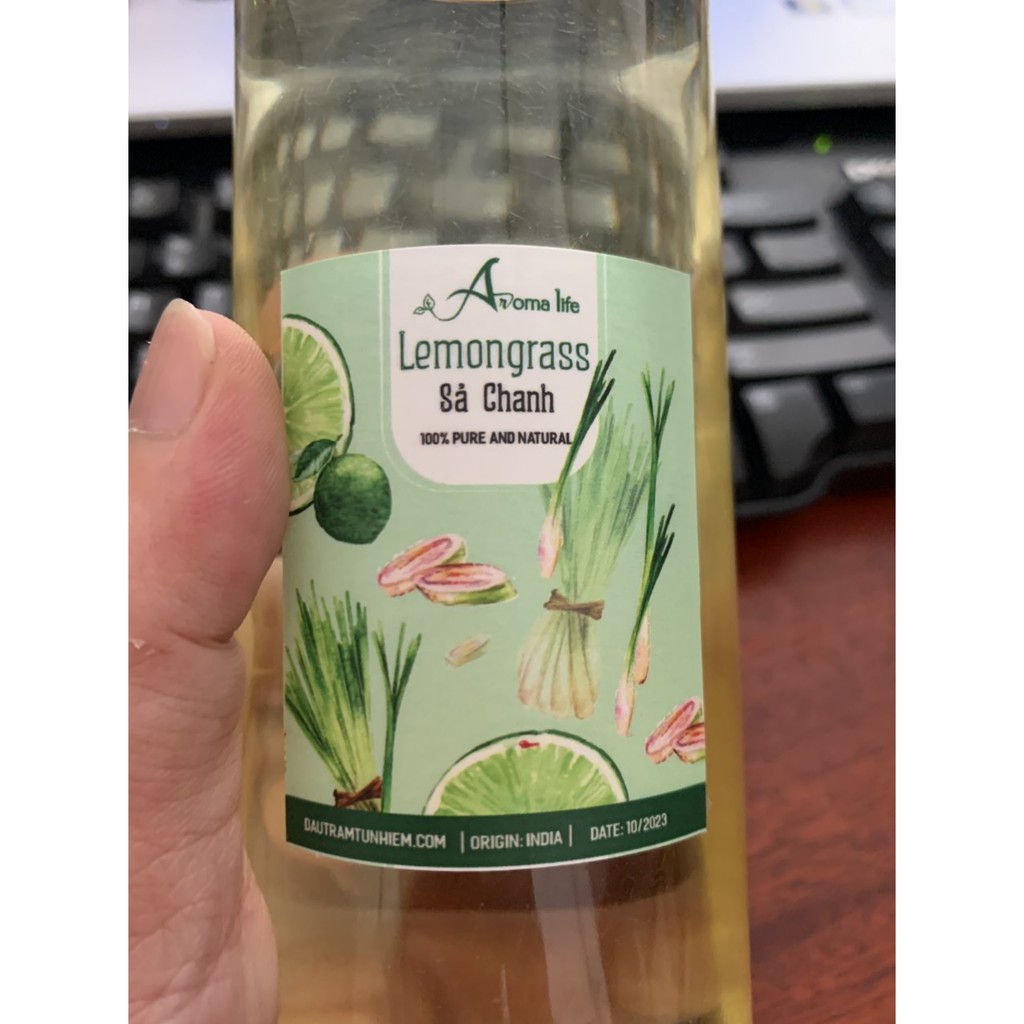 Aroma life
Lemongrass
Sả Chanh
100% PURE AND NATURAL
DAUTRAMTUNHIEM.COM | ORIGIN: INDIA | DATE: 10/2023